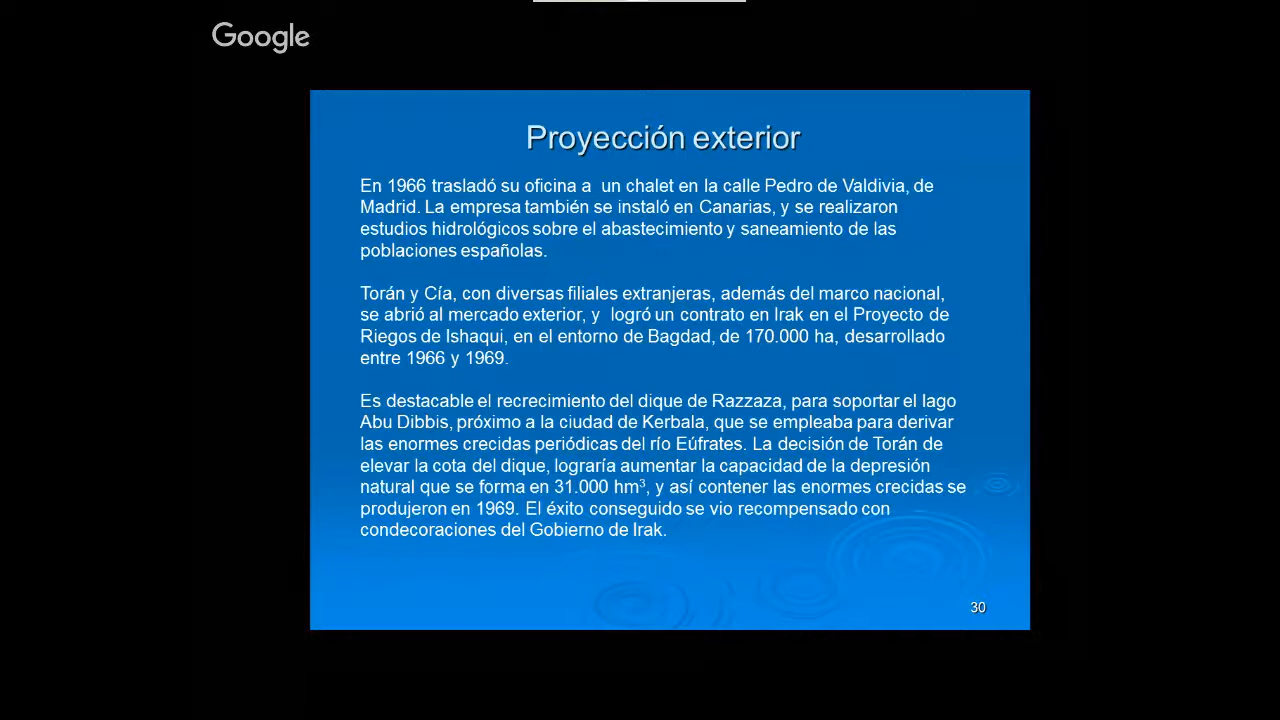 Google
Proyección exterior
En 1966 trasladó su oficina a  un chalet en la calle Pedro de Valdivia, de
Madrid. La empresa también se instaló en Canarias, y se realizaron
estudios hidrológicos sobre el abastecimiento y saneamiento de las
poblaciones españolas.
Torán y Cía, con diversas filiales extranjeras, además del marco nacional,
se abrió al mercado exterior, y  logró un contrato en Irak en el Proyecto de
Riegos de Ishaqui, en el entorno de Bagdad, de 170.000 ha, desarrollado
entre 1966 y 1969.
Es destacable el recrecimiento del dique de Razzaza, para soportar el lago
Abu Dibbis, próximo a la ciudad de Kerbala, que se empleaba para derivar
las enormes crecidas periódicas del río Eúfrates. La decisión de Torán de
elevar la cota del dique, lograría aumentar la capacidad de la depresión
natural que se forma en 31.000 hm³, y así contener las enormes crecidas se
produjeron en 1969. El éxito conseguido se vio recompensado con
condecoraciones del Gobierno de Irak.
30